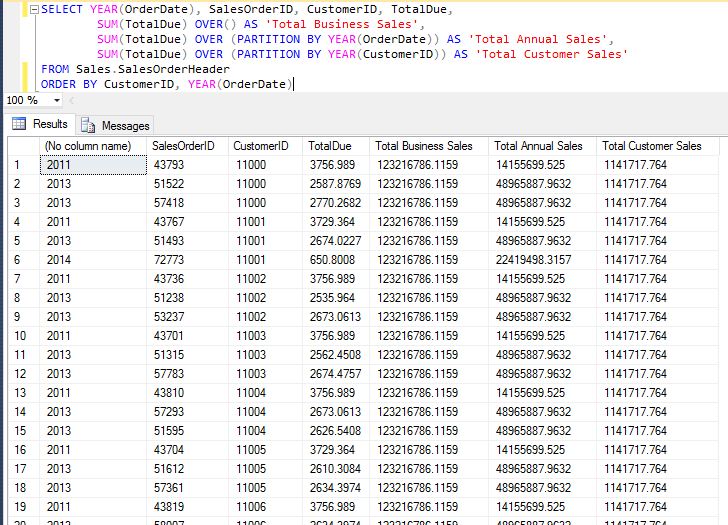 SELECT YEAR(OrderDate), SalesOrderID, CustomerID, TotalDue,
SUM(TotalDue) OVER() AS 'Total Business Sales',
SUM(TotalDue) OVER (PARTITION BY YEAR(OrderDate)) AS 'Total Annual Sales',
SUM(TotalDue) OVER (PARTITION BY YEAR(CustomerID)) AS 'Total Customer Sales'
FROM Sales.SalesOrderHeader
ORDER BY CustomerID, YEAR(OrderDate)
100 %
Results Messages
(No column name) SalesOrderID CustomerID TotalDue Total Business Sales Total Annual Sales Total Customer Sales
1 2011 43793 11000 3756.989 123216786.1159 14155699.525 1141717.764
2 2013 51522 11000 2587.8769 123216786.1159 48965887.9632 1141717.764
3 2013 57418 11000 2770.2682 123216786.1159 48965887.9632 1141717.764
4 2011 43767 11001 3729.364 123216786.1159 14155699.525 1141717.764
5 2013 51493 11001 2674.0227 123216786.1159 48965887.9632 1141717.764
6 2014 72773 11001 650.8008 123216786.1159 22419498.3157 1141717.764
7 2011 43736 11002 3756.989 123216786.1159 14155699.525 1141717.764
8 2013 51238 11002 2535.964 123216786.1159 48965887.9632 1141717.764
9 2013 53237 11002 2673.0613 123216786.1159 48965887.9632 1141717.764
10 2011 43701 11003 3756.989 123216786.1159 14155699.525 1141717.764
11 2013 51315 11003 2562.4508 123216786.1159 48965887.9632 1141717.764
12 2013 57783 11003 2674.4757 123216786.1159 48965887.9632 1141717.764
13 2011 43810 11004 3756.989 123216786.1159 14155699.525 1141717.764
14 2013 57293 11004 2673.0613 123216786.1159 48965887.9632 1141717.764
15 2013 51595 11004 2626.5408 123216786.1159 48965887.9632 1141717.764
16 2011 43704 11005 3729.364 123216786.1159 14155699.525 1141717.764
17 2013 51612 11005 2610.3084 123216786.1159 48965887.9632 1141717.764
18 2013 57361 11005 2634.3974 123216786.1159 48965887.9632 1141717.764
19 2011 43819 11006 3756.989 123216786.1159 14155699.525 1141717.764